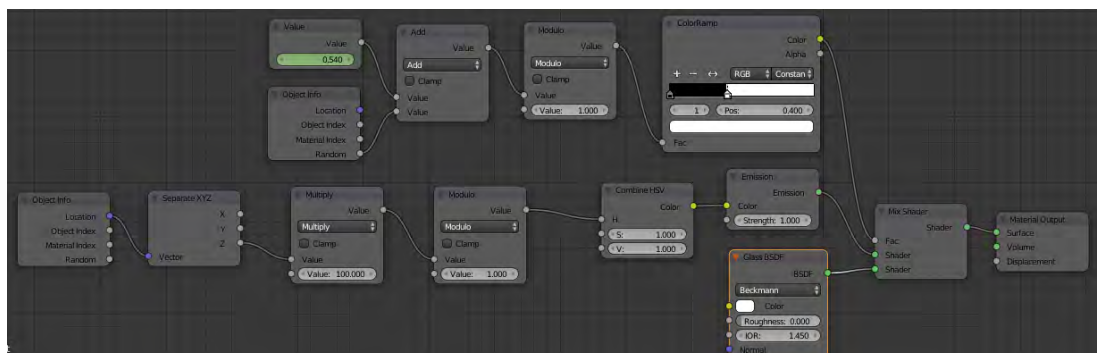 Value
Value
0.540
Object Info
Location
Object Index
Material Index
Random
Add
Value
Add
Clamp
Value
Value
Modulo
Value
Modulo
Clamp
Value
Value: 1.000
ColorRamp
Color
Alpha
+ − ↔ RGB Constan
1 Pos: 0.400
Fac
Object Info
Location
Object Index
Material Index
Random
Separate XYZ
X
Y
Z
Vector
Multiply
Value
Multiply
Clamp
Value
Value: 100.000
Modulo
Value
Modulo
Clamp
Value
Value: 1.000
Combine HSV
Color
H
S: 1.000
V: 1.000
Emission
Emission
Color
Strength: 1.000
Glass BSDF
BSDF
Beckmann
Color
Roughness: 0.000
IOR: 1.450
Normal
Mix Shader
Shader
Fac
Shader
Shader
Material Output
Surface
Volume
Displacement